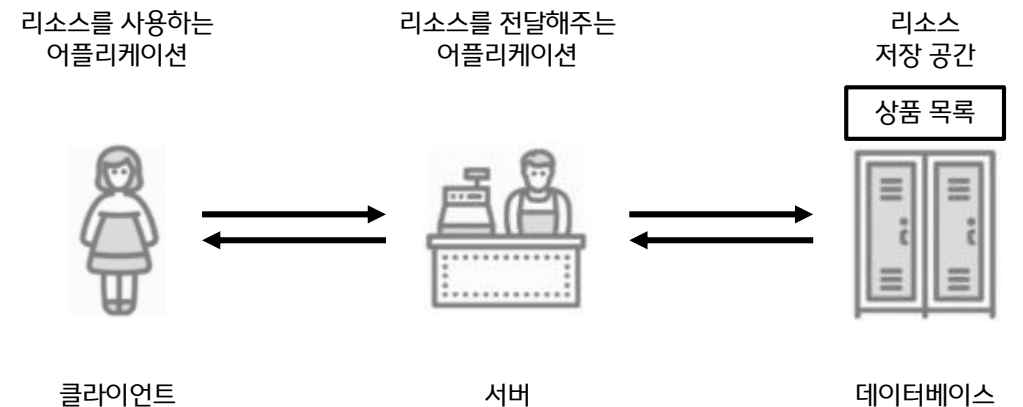 리소스를 사용하는
어플리케이션
리소스를 전달해주는
어플리케이션
리소스
저장 공간
상품 목록
클라이언트
서버
데이터베이스